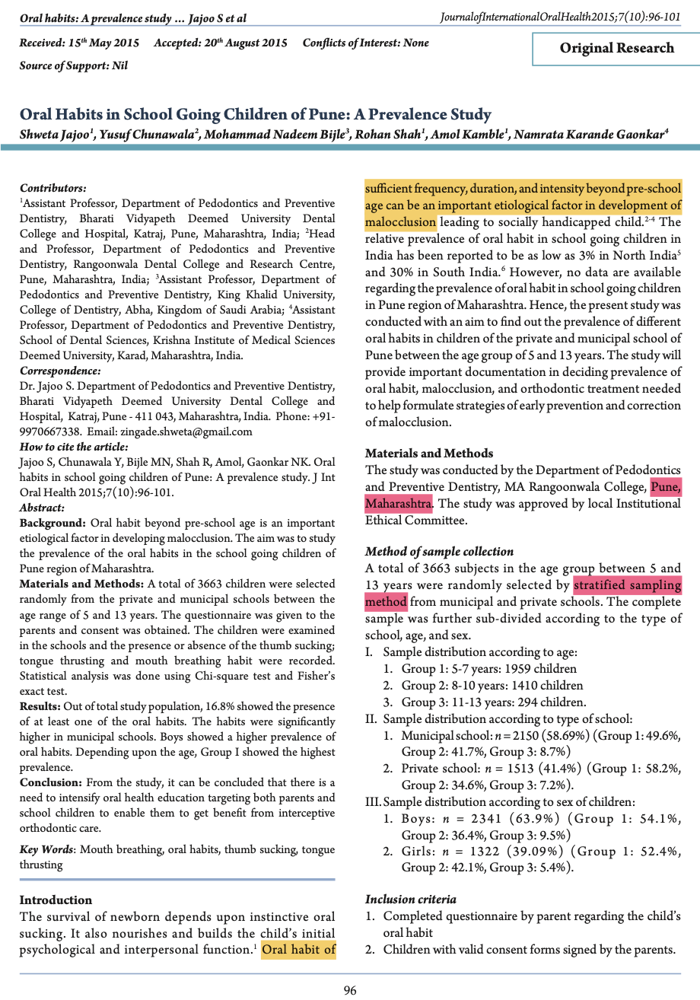 Oral habits: A prevalence study … Jajoo S et al
JournalofInternationalOralHealth2015;7(10):96-101
Received: 15th May 2015 Accepted: 20th August 2015 Conflicts of Interest: None
Original Research
Source of Support: Nil
Oral Habits in School Going Children of Pune: A Prevalence Study
Shweta Jajoo1, Yusuf Chunawala2, Mohammad Nadeem Bijle3, Rohan Shah1, Amol Kamble1, Namrata Karande Gaonkar4
Contributors:
1Assistant Professor, Department of Pedodontics and Preventive
Dentistry, Bharati Vidyapeth Deemed University Dental
College and Hospital, Katraj, Pune, Maharashtra, India; 2Head
and Professor, Department of Pedodontics and Preventive
Dentistry, Rangoonwala Dental College and Research Centre,
Pune, Maharashtra, India; 3Assistant Professor, Department of
Pedodontics and Preventive Dentistry, King Khalid University,
College of Dentistry, Abha, Kingdom of Saudi Arabia; 4Assistant
Professor, Department of Pedodontics and Preventive Dentistry,
School of Dental Sciences, Krishna Institute of Medical Sciences
Deemed University, Karad, Maharashtra, India.
Correspondence:
Dr. Jajoo S. Department of Pedodontics and Preventive Dentistry,
Bharati Vidyapeth Deemed University Dental College and
Hospital, Katraj, Pune - 411 043, Maharashtra, India. Phone: +91-
9970667338. Email: zingade.shweta@gmail.com
How to cite the article:
Jajoo S, Chunawala Y, Bijle MN, Shah R, Amol, Gaonkar NK. Oral
habits in school going children of Pune: A prevalence study. J Int
Oral Health 2015;7(10):96-101.
Abstract:
Background: Oral habit beyond pre-school age is an important
etiological factor in developing malocclusion. The aim was to study
the prevalence of the oral habits in the school going children of
Pune region of Maharashtra.
Materials and Methods: A total of 3663 children were selected
randomly from the private and municipal schools between the
age range of 5 and 13 years. The questionnaire was given to the
parents and consent was obtained. The children were examined
in the schools and the presence or absence of the thumb sucking;
tongue thrusting and mouth breathing habit were recorded.
Statistical analysis was done using Chi-square test and Fisher’s
exact test.
Results: Out of total study population, 16.8% showed the presence
of at least one of the oral habits. The habits were significantly
higher in municipal schools. Boys showed a higher prevalence of
oral habits. Depending upon the age, Group I showed the highest
prevalence.
Conclusion: From the study, it can be concluded that there is a
need to intensify oral health education targeting both parents and
school children to enable them to get benefit from interceptive
orthodontic care.
Key Words: Mouth breathing, oral habits, thumb sucking, tongue
thrusting
Introduction
The survival of newborn depends upon instinctive oral
sucking. It also nourishes and builds the child’s initial
psychological and interpersonal function.1 Oral habit of
sufficient frequency, duration, and intensity beyond pre-school
age can be an important etiological factor in development of
malocclusion leading to socially handicapped child.2-4 The
relative prevalence of oral habit in school going children in
India has been reported to be as low as 3% in North India5
and 30% in South India.6 However, no data are available
regarding the prevalence of oral habit in school going children
in Pune region of Maharashtra. Hence, the present study was
conducted with an aim to find out the prevalence of different
oral habits in children of the private and municipal school of
Pune between the age group of 5 and 13 years. The study will
provide important documentation in deciding prevalence of
oral habit, malocclusion, and orthodontic treatment needed
to help formulate strategies of early prevention and correction
of malocclusion.
Materials and Methods
The study was conducted by the Department of Pedodontics
and Preventive Dentistry, MA Rangoonwala College, Pune,
Maharashtra. The study was approved by local Institutional
Ethical Committee.
Method of sample collection
A total of 3663 subjects in the age group between 5 and
13 years were randomly selected by stratified sampling
method from municipal and private schools. The complete
sample was further sub-divided according to the type of
school, age, and sex.
I. Sample distribution according to age:
1. Group 1: 5-7 years: 1959 children
2. Group 2: 8-10 years: 1410 children
3. Group 3: 11-13 years: 294 children.
II. Sample distribution according to type of school:
1. Municipal school: n = 2150 (58.69%) (Group 1: 49.6%,
Group 2: 41.7%, Group 3: 8.7%)
2. Private school: n = 1513 (41.4%) (Group 1: 58.2%,
Group 2: 34.6%, Group 3: 7.2%).
III. Sample distribution according to sex of children:
1. Boys: n = 2341 (63.9%) (Group 1: 54.1%,
Group 2: 36.4%, Group 3: 9.5%)
2. Girls: n = 1322 (39.09%) (Group 1: 52.4%,
Group 2: 42.1%, Group 3: 5.4%).
Inclusion criteria
1. Completed questionnaire by parent regarding the child’s
oral habit
2. Children with valid consent forms signed by the parents.
96